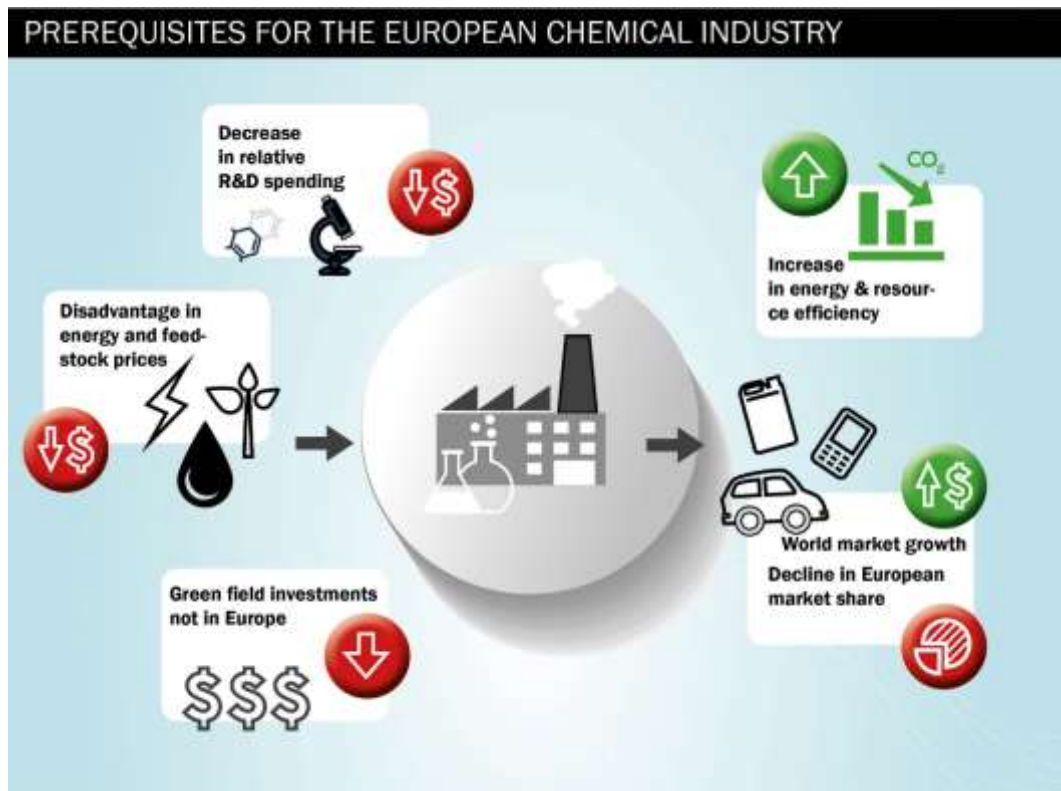 PREREQUISITES FOR THE EUROPEAN CHEMICAL INDUSTRY
Decrease
in relative
R&D spending
$
Disadvantage in
energy and feed-
stock prices
$
Green field investments
not in Europe
$$$
CO2
Increase
in energy & resour-
ce efficiency
$
World market growth
Decline in European
market share